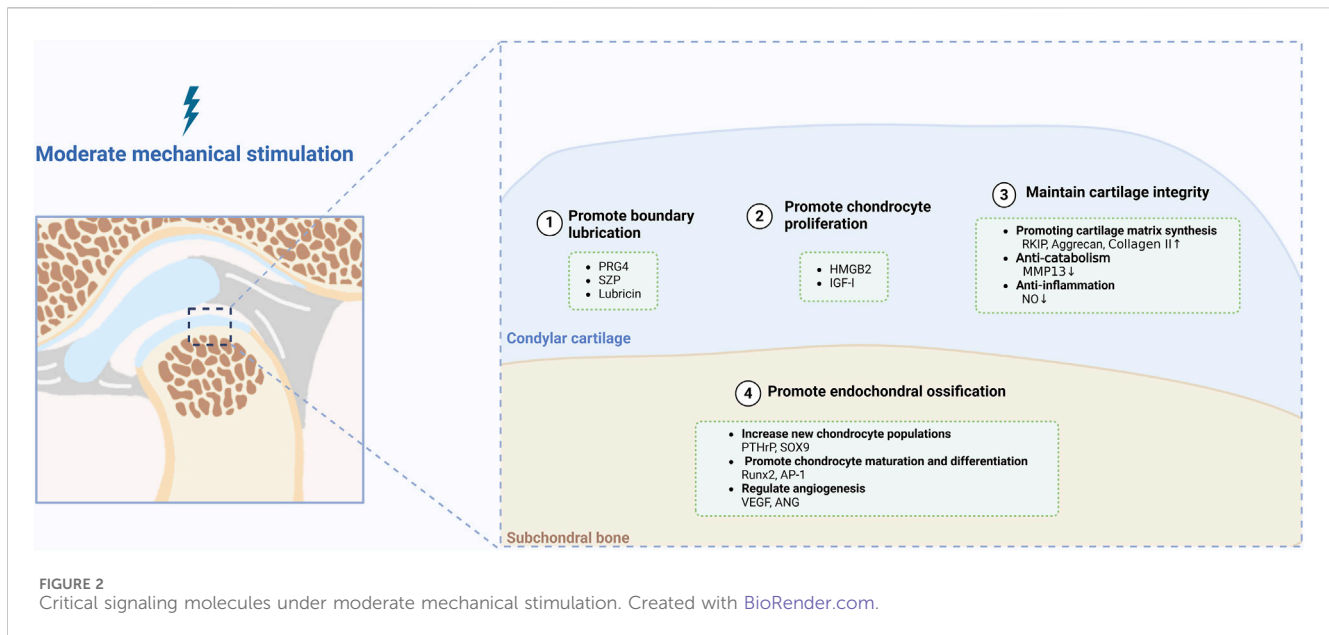 Moderate mechanical stimulation
1 Promote boundary
lubrication
• PRG4
• SZP
• Lubricin
2 Promote chondrocyte
proliferation
• HMGB2
• IGF-I
3 Maintain cartilage integrity
• Promoting cartilage matrix synthesis
RKIP, Aggrecan, Collagen II↑
• Anti-catabolism
MMP13↓
• Anti-inflammation
NO↓
Condylar cartilage
4 Promote endochondral ossification
• Increase new chondrocyte populations
PTHrP, SOX9
• Promote chondrocyte maturation and differentiation
Runx2, AP-1
• Regulate angiogenesis
VEGF, ANG
Subchondral bone
FIGURE 2
Critical signaling molecules under moderate mechanical stimulation. Created with BioRender.com.